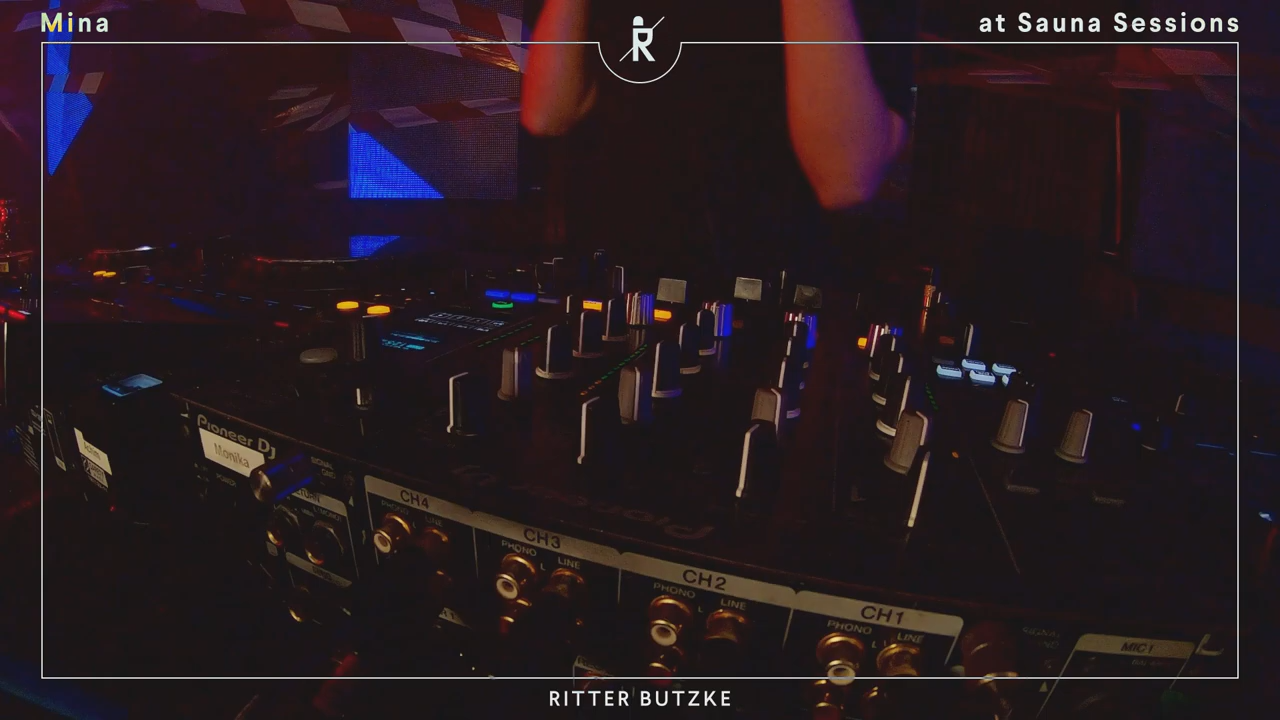 Mina
at Sauna Sessions
R
Pioneer Dj
Monika
CH4
PHONO
LINE
CH3
PHONO
L
LINE
CH2
PHONO
L
LINE
CH1
PHONO
L
LINE
MIC1
RITTER BUTZKE